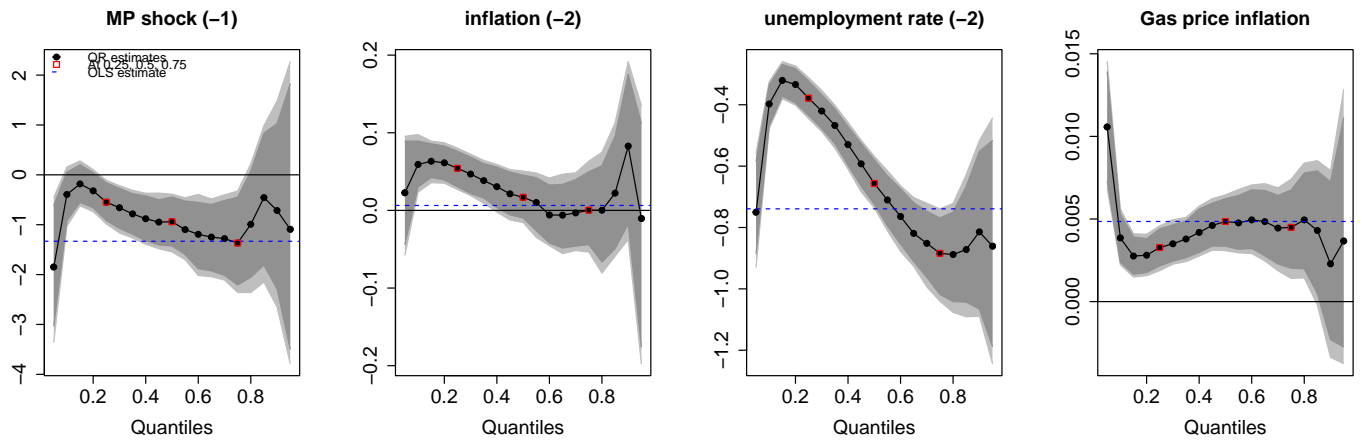 MP shock (−1)
QR estimates
At 0.25, 0.5, 0.75
OLS estimate
2
1
0
−1
−2
−3
−4
0.2 0.4 0.6 0.8
Quantiles
inflation (−2)
0.2
0.1
0.0
−0.1
−0.2
0.2 0.4 0.6 0.8
Quantiles
unemployment rate (−2)
−0.4
−0.6
−0.8
−1.0
−1.2
0.2 0.4 0.6 0.8
Quantiles
Gas price inflation
0.015
0.010
0.005
0.000
0.2 0.4 0.6 0.8
Quantiles